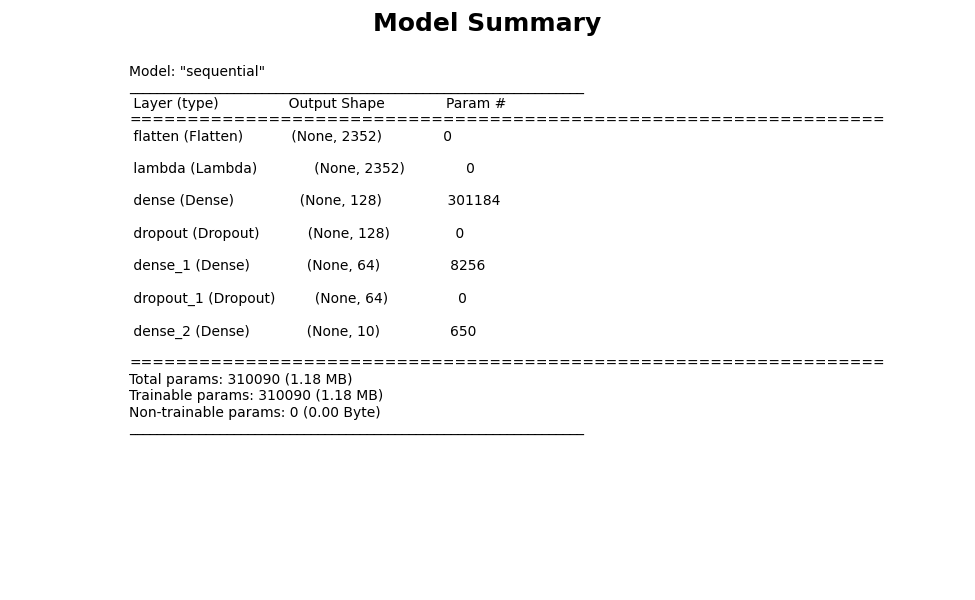 Model Summary
Model: "sequential"
_________________________________________________________________
Layer (type)                Output Shape              Param #
=================================================================
flatten (Flatten)           (None, 2352)              0
lambda (Lambda)             (None, 2352)              0
dense (Dense)               (None, 128)               301184
dropout (Dropout)           (None, 128)               0
dense_1 (Dense)             (None, 64)                8256
dropout_1 (Dropout)         (None, 64)                0
dense_2 (Dense)             (None, 10)                650
=================================================================
Total params: 310090 (1.18 MB)
Trainable params: 310090 (1.18 MB)
Non-trainable params: 0 (0.00 Byte)
_________________________________________________________________